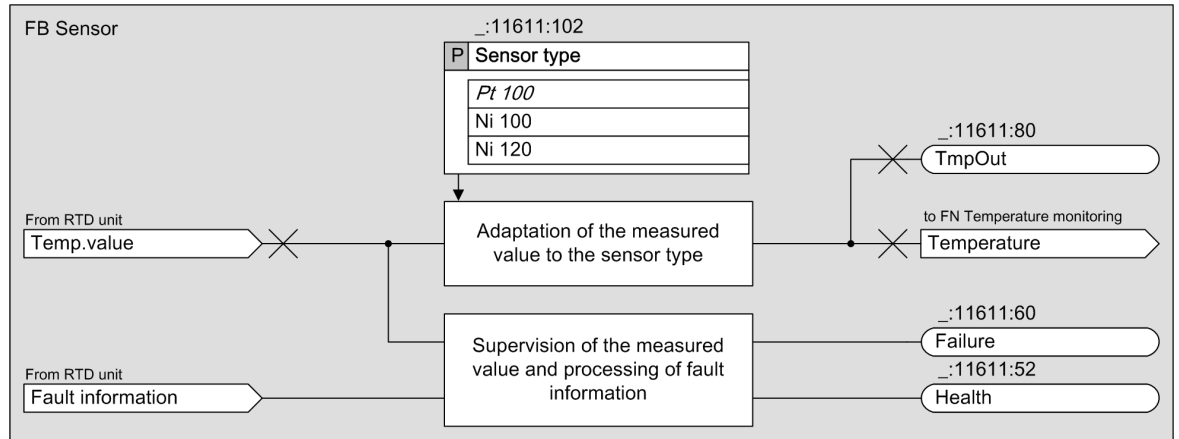 FB Sensor
_:11611:102
P Sensor type
Pt 100
Ni 100
Ni 120
_:11611:80
TmpOut
From RTD unit
Temp.value
Adaptation of the measured
value to the sensor type
to FN Temperature monitoring
Temperature
Supervision of the measured
value and processing of fault
information
_:11611:60
Failure
From RTD unit
Fault information
_:11611:52
Health